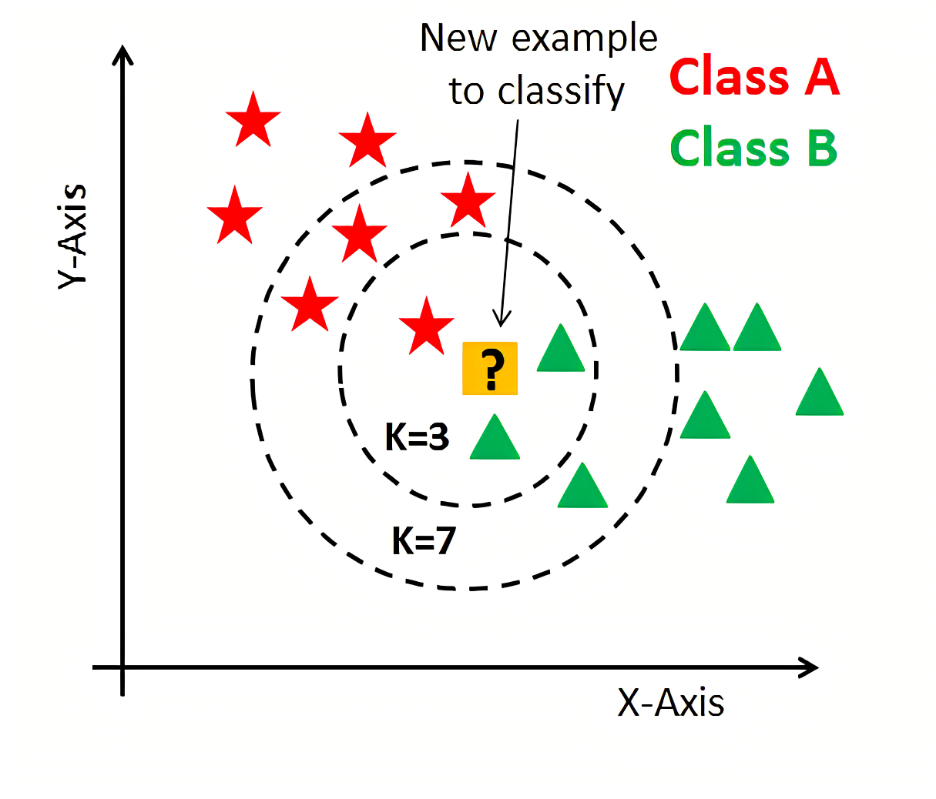 New example
to classify
Class A
Class B
Y-Axis
?
K=3
K=7
X-Axis